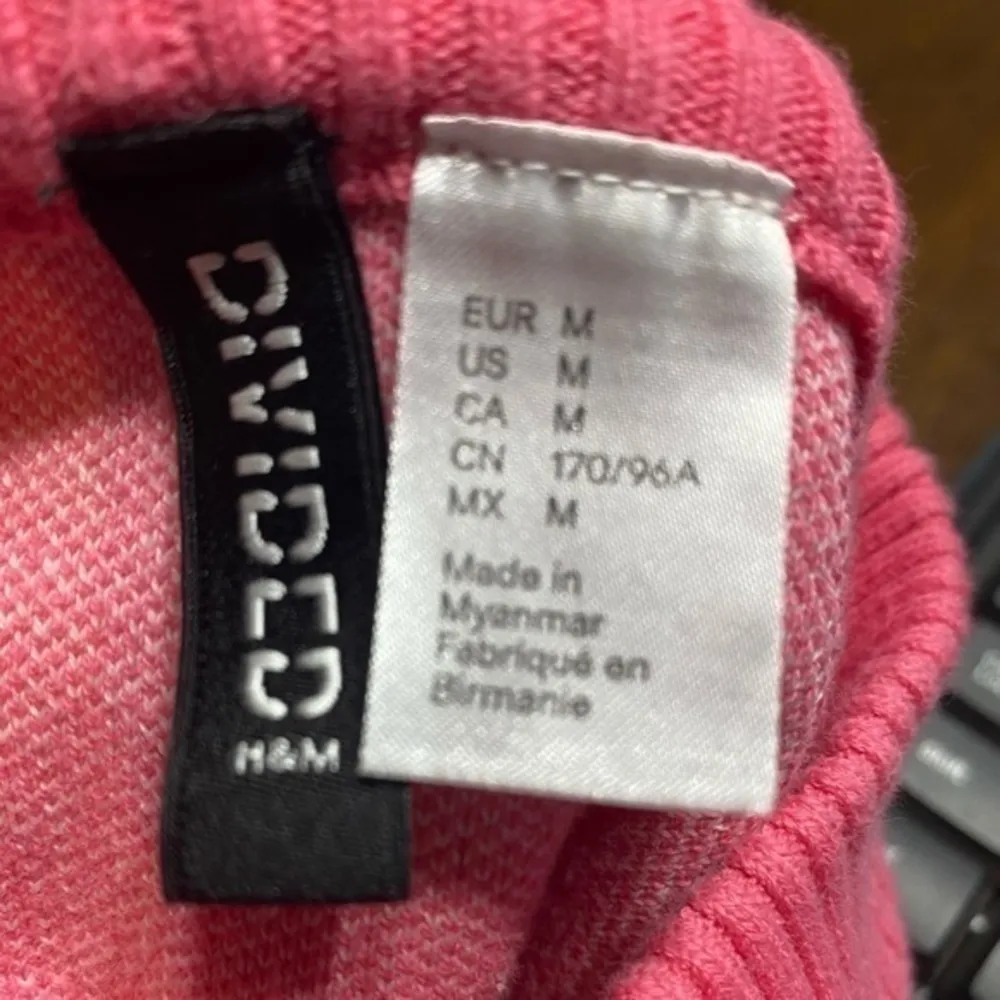 DIVIDED
H&M
EUR M
US M
CA M
CN 170/96A
MX M
Made in
Myanmar
Fabriqué en
Birmanie